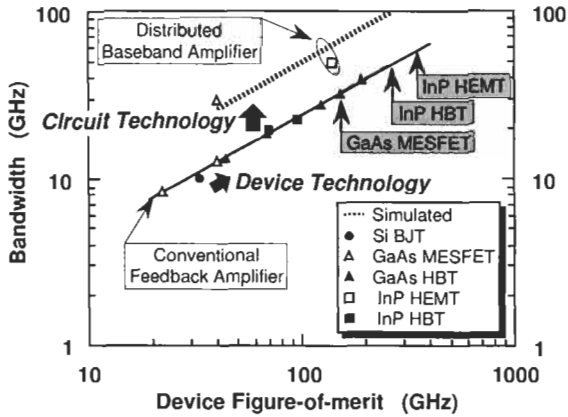 100
100
Distributed
Baseband Amplifier
InP HEMT
InP HBT
GaAs MESFET
Circuit Technology
Device Technology
10
10
Conventional
Feedback Amplifier
Simulated
Si BJT
GaAs MESFET
GaAs HBT
InP HEMT
InP HBT
1
1
10
100
1000
Bandwidth (GHz)
Device Figure-of-merit (GHz)